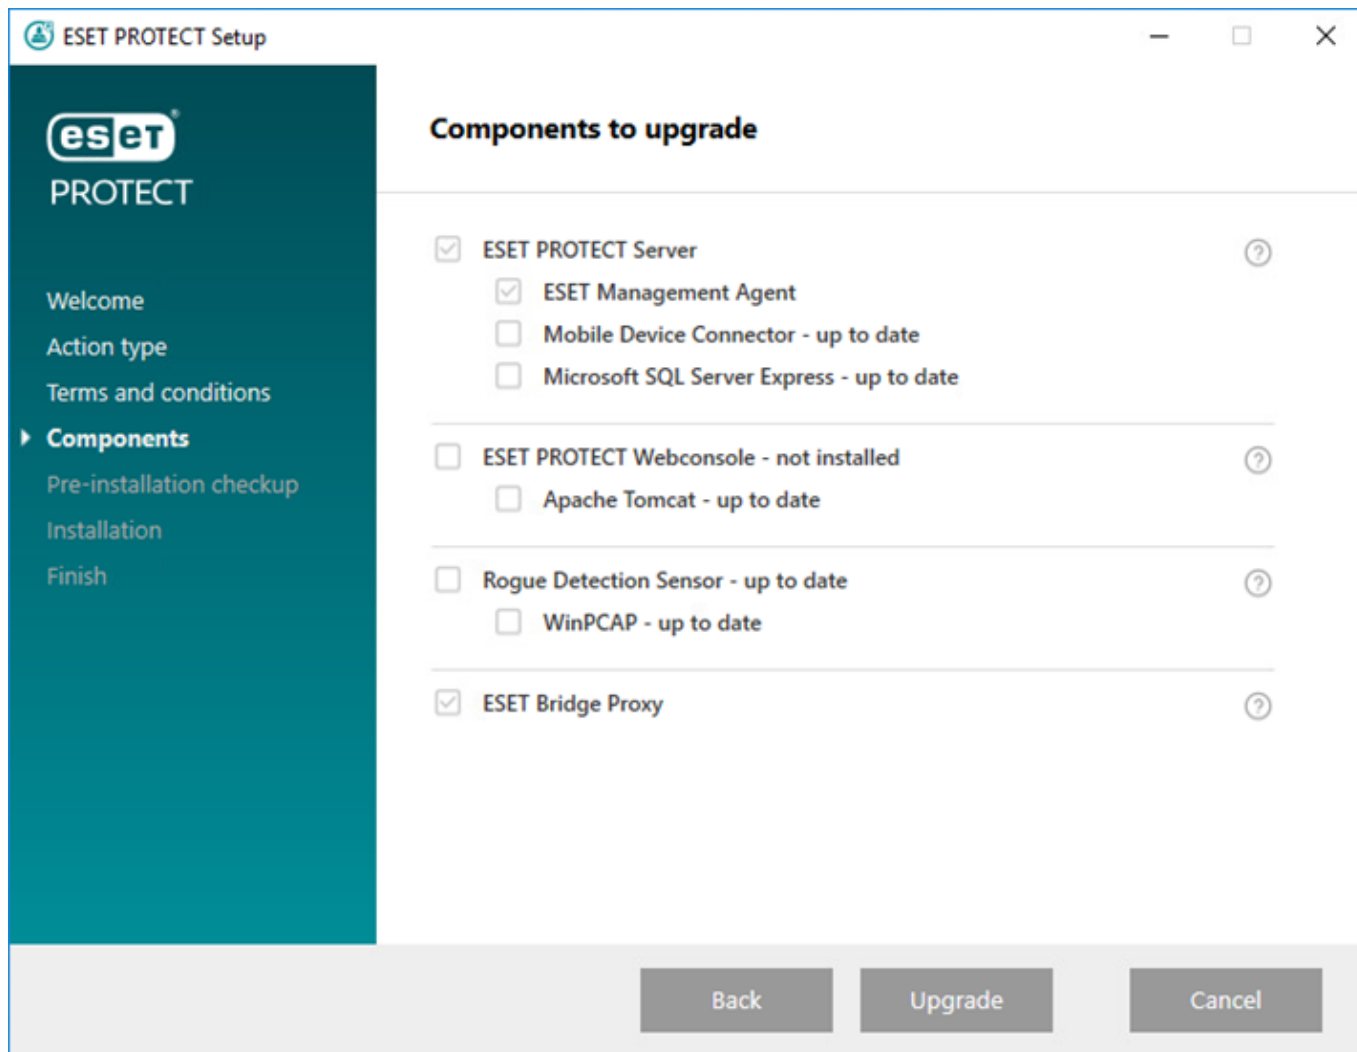 ESET PROTECT Setup
eset®
PROTECT
Welcome
Action type
Terms and conditions
Components
Pre-installation checkup
Installation
Finish
Components to upgrade
ESET PROTECT Server
ESET Management Agent
Mobile Device Connector - up to date
Microsoft SQL Server Express - up to date
ESET PROTECT Webconsole - not installed
Apache Tomcat - up to date
Rogue Detection Sensor - up to date
WinPCAP - up to date
ESET Bridge Proxy
Back
Upgrade
Cancel